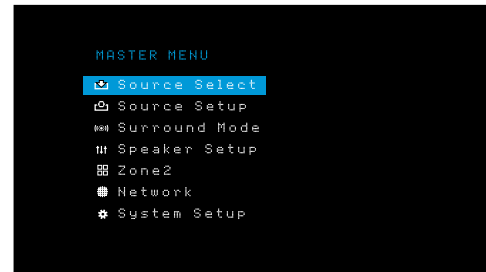 MASTER MENU
Source Select
Source Setup
Surround Mode
Speaker Setup
Zone2
Network
System Setup